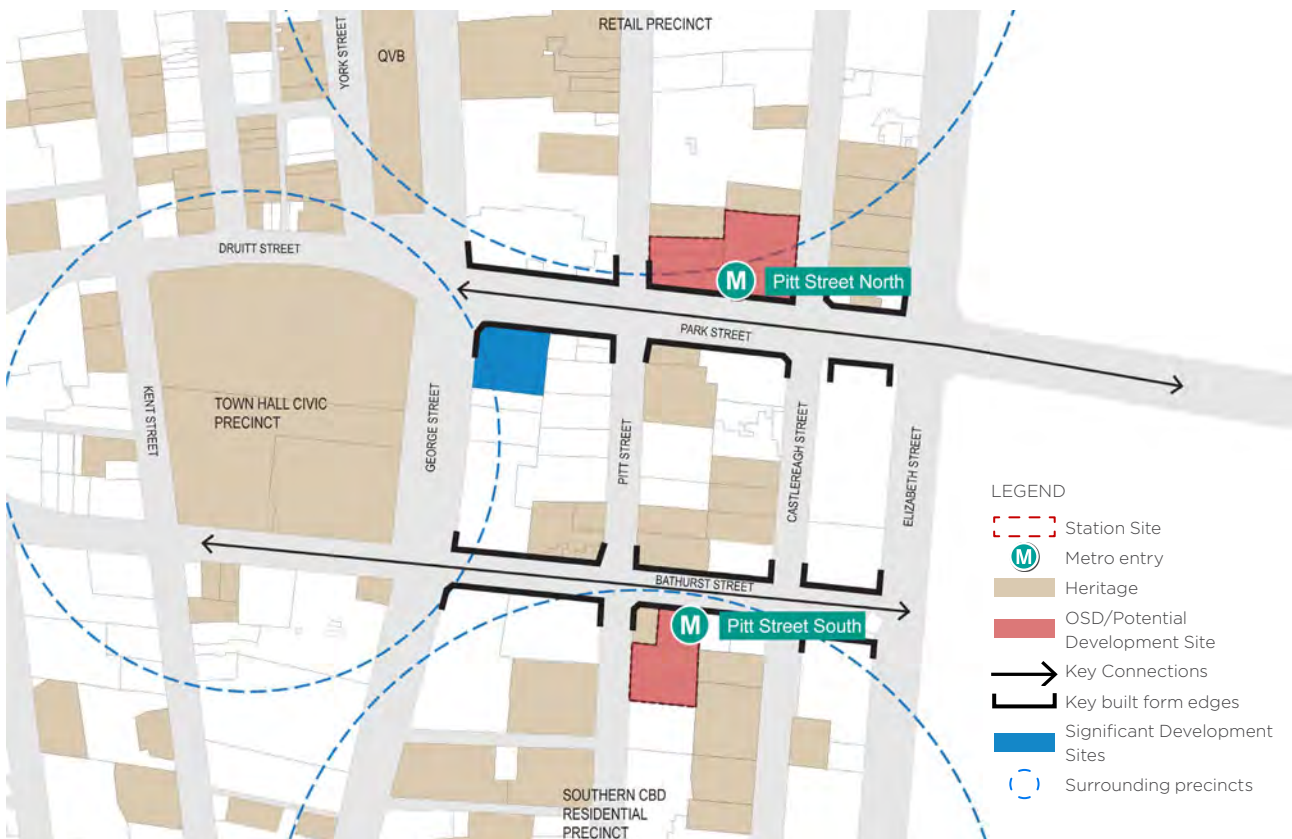 RETAIL PRECINCT
YORK STREET
QVB
DRUITT STREET
M Pitt Street North
PARK STREET
KENT STREET
TOWN HALL CIVIC
PRECINCT
GEORGE STREET
PITT STREET
CASTLEREAGH STREET
ELIZABETH STREET
BATHURST STREET
M Pitt Street South
SOUTHERN CBD
RESIDENTIAL
PRECINCT
LEGEND
Station Site
M Metro entry
Heritage
OSD/Potential
Development Site
Key Connections
Key built form edges
Significant Development
Sites
Surrounding precincts